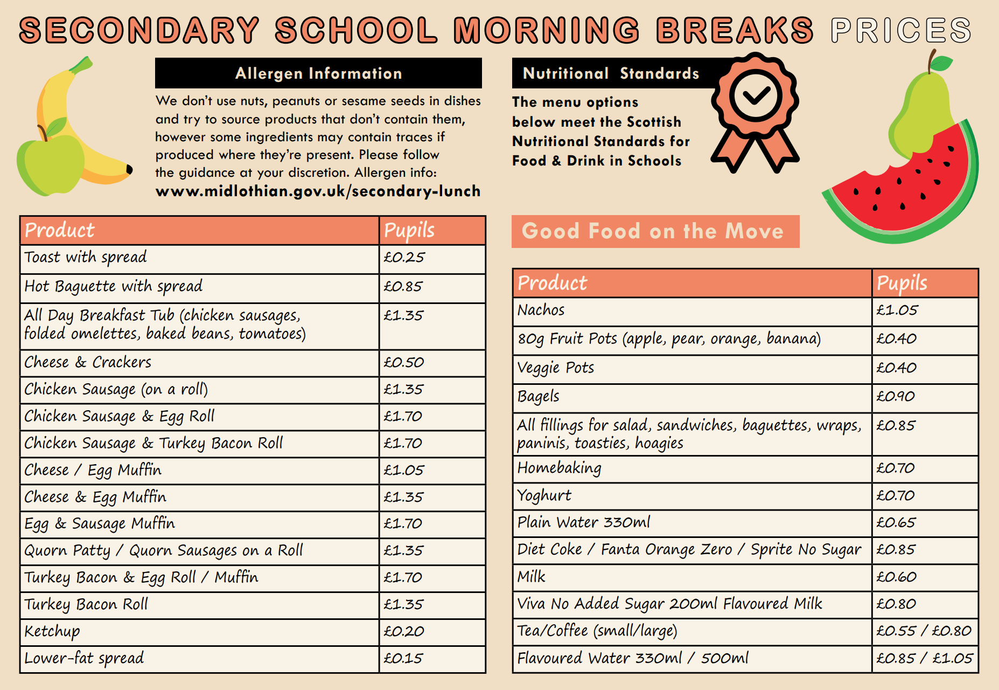 SECONDARY SCHOOL MORNING BREAKS PRICES
Allergen Information
We don't use nuts, peanuts or sesame seeds in dishes
and try to source products that don't contain them,
however some ingredients may contain traces if
produced where they're present. Please follow
the guidance at your discretion. Allergen info:
www.midlothian.gov.uk/secondary-lunch
Nutritional Standards
The menu options
below meet the Scottish
Nutritional Standards for
Food & Drink in Schools
Product Pupils
Toast with spread £0.25
Hot Baguette with spread £0.85
All Day Breakfast Tub (chicken sausages, £1.35
folded omelettes, baked beans, tomatoes)
Cheese & Crackers £0.50
Chicken Sausage (on a roll) £1.35
Chicken Sausage & Egg Roll £1.70
Chicken Sausage & Turkey Bacon Roll £1.70
Cheese / Egg Muffin £1.05
Cheese & Egg Muffin £1.35
Egg & Sausage Muffin £1.70
Quorn Patty / Quorn Sausages on a Roll £1.35
Turkey Bacon & Egg Roll / Muffin £1.70
Turkey Bacon Roll £1.35
Ketchup £0.20
Lower-fat spread £0.15
Good Food on the Move
Product Pupils
Nachos £1.05
80g Fruit Pots (apple, pear, orange, banana) £0.40
Veggie Pots £0.40
Bagels £0.90
All fillings for salad, sandwiches, baguettes, wraps, £0.85
paninis, toasties, hoagies
Homebaking £0.70
Yoghurt £0.70
Plain Water 330ml £0.65
Diet Coke / Fanta Orange Zero / Sprite No Sugar £0.85
Milk £0.60
Viva No Added Sugar 200ml Flavoured Milk £0.80
Tea/Coffee (small/large) £0.55 / £0.80
Flavoured Water 330ml / 500ml £0.85 / £1.05